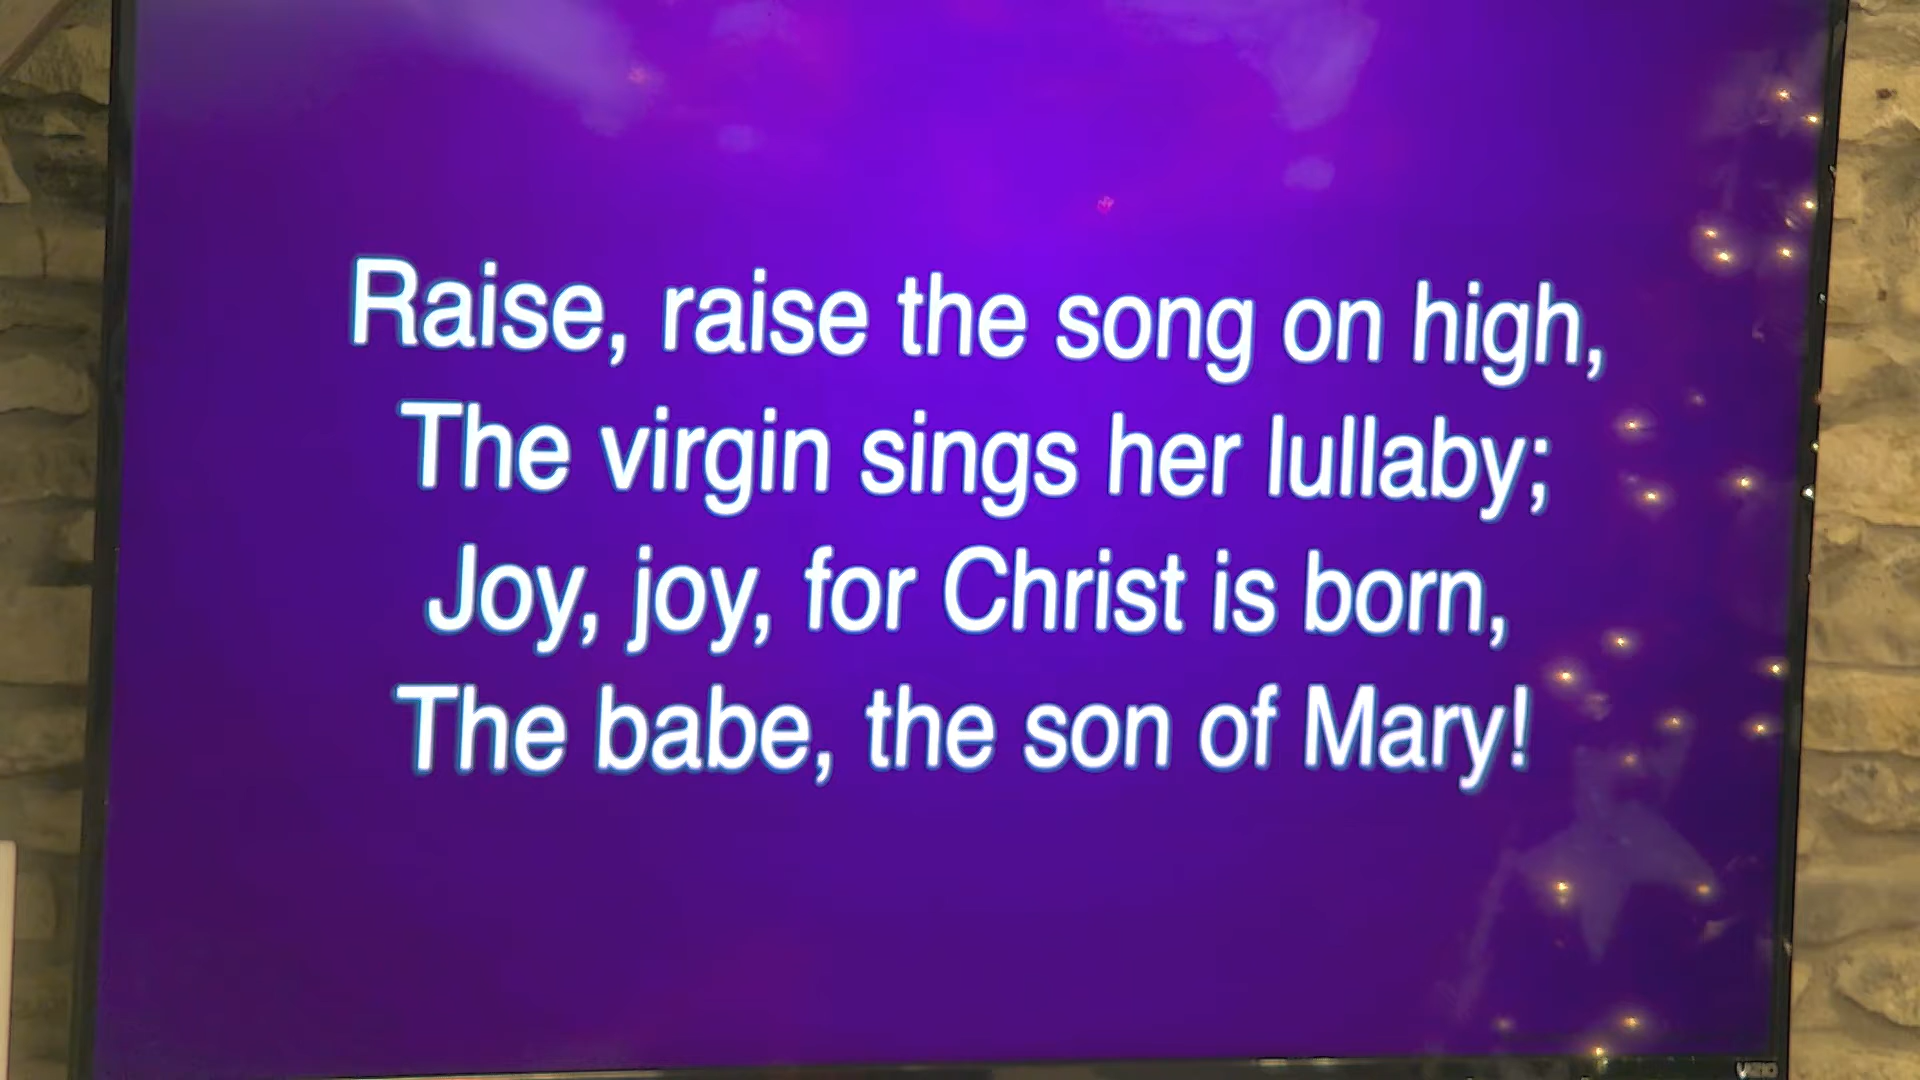 Raise, raise the song on high,
The virgin sings her lullaby;
Joy, joy, for Christ is born,
The babe, the son of Mary!
VIZIO